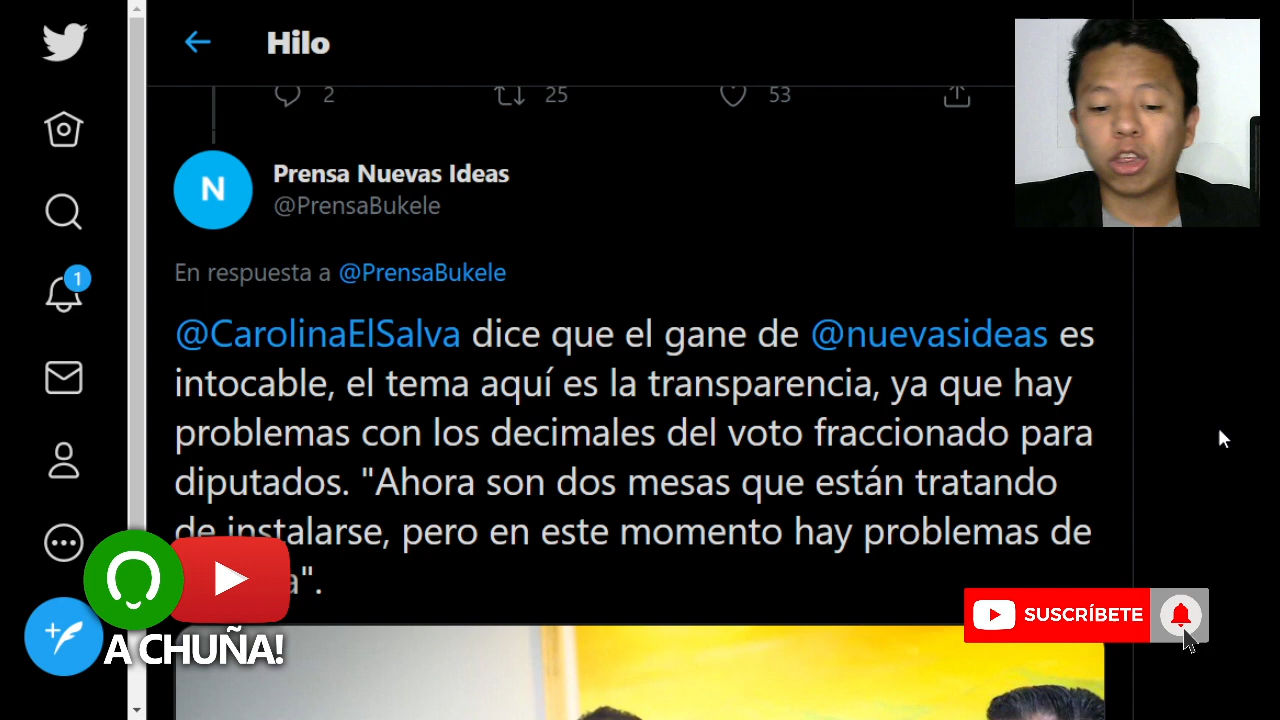 Hilo
2 25 53
N
Prensa Nuevas Ideas
@PrensaBukele
En respuesta a @PrensaBukele
1
@CarolinaElSalva dice que el gane de @nuevasideas es
intocable, el tema aquí es la transparencia, ya que hay
problemas con los decimales del voto fraccionado para
diputados. "Ahora son dos mesas que están tratando
de instalarse, pero en este momento hay problemas de
a".
SUSCRÍBETE
A CHUÑA!